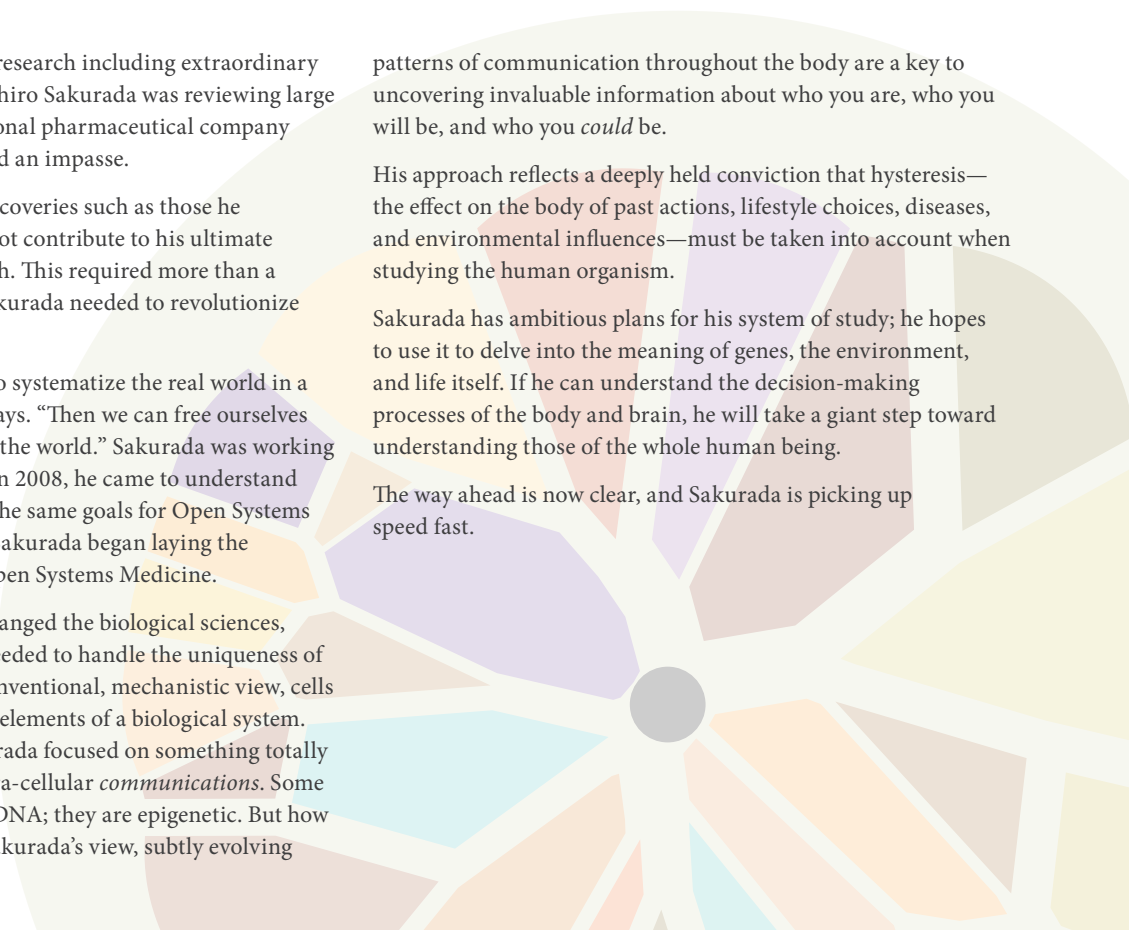 research including extraordinary
hiro Sakurada was reviewing large
onal pharmaceutical company
d an impasse.
coveries such as those he
ot contribute to his ultimate
h. This required more than a
kurada needed to revolutionize
o systematize the real world in a
ays. “Then we can free ourselves
the world.” Sakurada was working
n 2008, he came to understand
he same goals for Open Systems
akurada began laying the
pen Systems Medicine.
anged the biological sciences,
eeded to handle the uniqueness of
nventional, mechanistic view, cells
elements of a biological system.
rada focused on something totally
a-cellular communications. Some
DNA; they are epigenetic. But how
akurada’s view, subtly evolving
patterns of communication throughout the body are a key to
uncovering invaluable information about who you are, who you
will be, and who you could be.
His approach reflects a deeply held conviction that hysteresis—
the effect on the body of past actions, lifestyle choices, diseases,
and environmental influences—must be taken into account when
studying the human organism.
Sakurada has ambitious plans for his system of study; he hopes
to use it to delve into the meaning of genes, the environment,
and life itself. If he can understand the decision-making
processes of the body and brain, he will take a giant step toward
understanding those of the whole human being.
The way ahead is now clear, and Sakurada is picking up
speed fast.